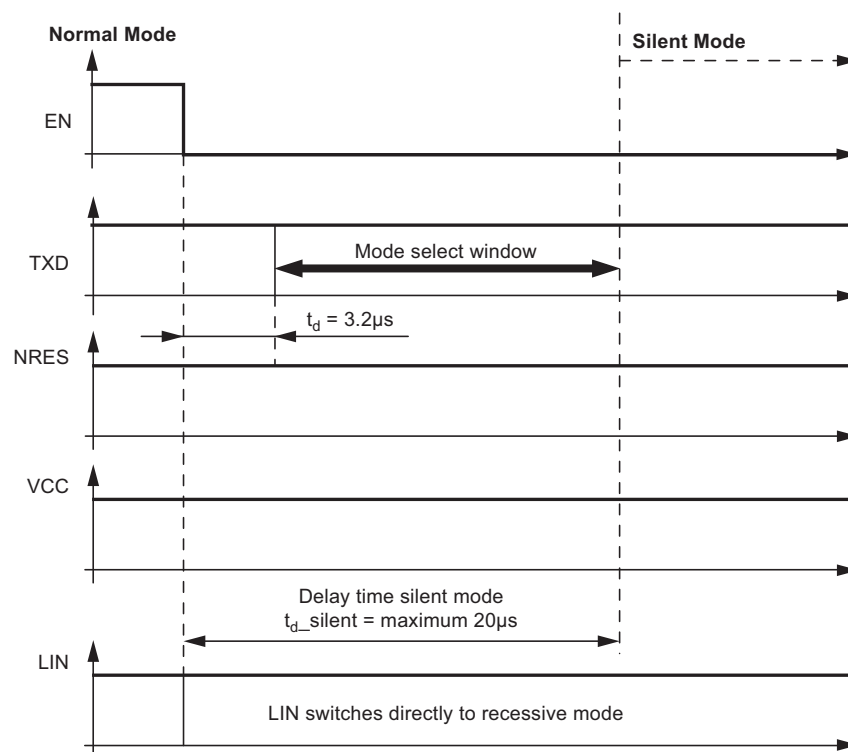 Normal Mode
Silent Mode
EN
TXD
Mode select window
t_d = 3.2µs
NRES
VCC
Delay time silent mode
t_d_silent = maximum 20µs
LIN
LIN switches directly to recessive mode